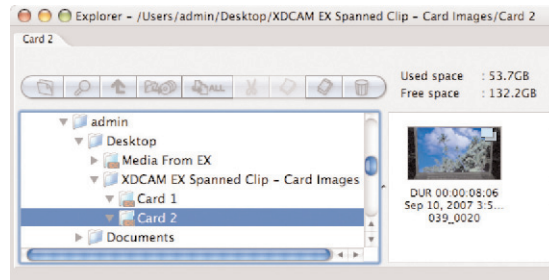 Explorer – /Users/admin/Desktop/XDCAM EX Spanned Clip – Card Images/Card 2
Card 2
ALL
Used space : 53.7GB
Free space : 132.2GB
admin
Desktop
Media From EX
XDCAM EX Spanned Clip – Card Images
Card 1
Card 2
Documents
DUR 00:00:08:06
Sep 10, 2007 3:5...
039_0020